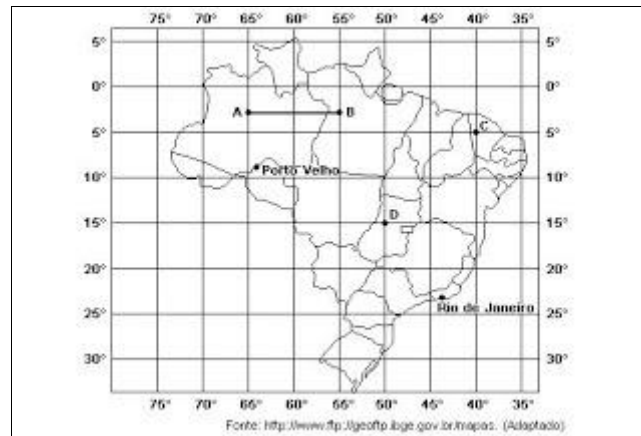 75° 70° 65° 60° 55° 50° 45° 40° 35°
5° 5°
0° 0°
A B
5° C 5°
Porto Velho
10° 10°
15° D 15°
20° 20°
Rio de Janeiro
25° 25°
30° 30°
75° 70° 65° 60° 55° 50° 45° 40° 35°
Fonte: http://www.ftp://geoftp.ibge.gov.br/mapas. (Adaptado)